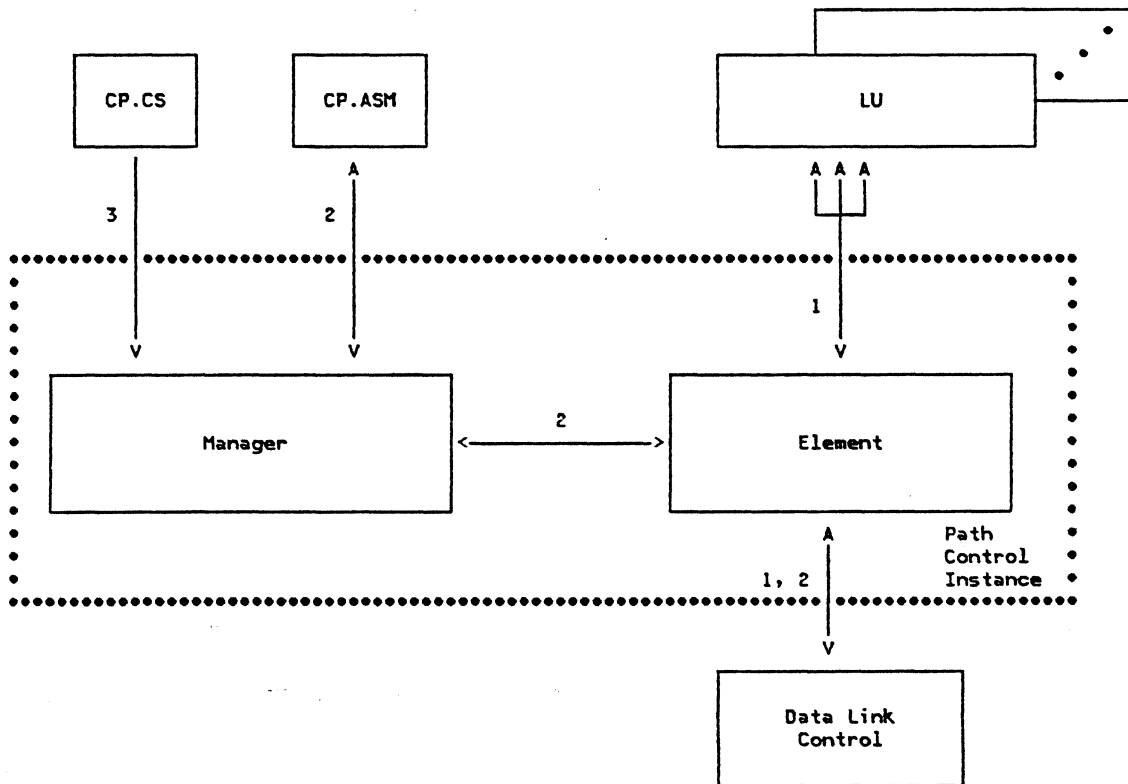 CP.CS
CP.ASM
LU
3
2
1
Manager
2
Element
Path
Control
Instance
1, 2
Data Link
Control